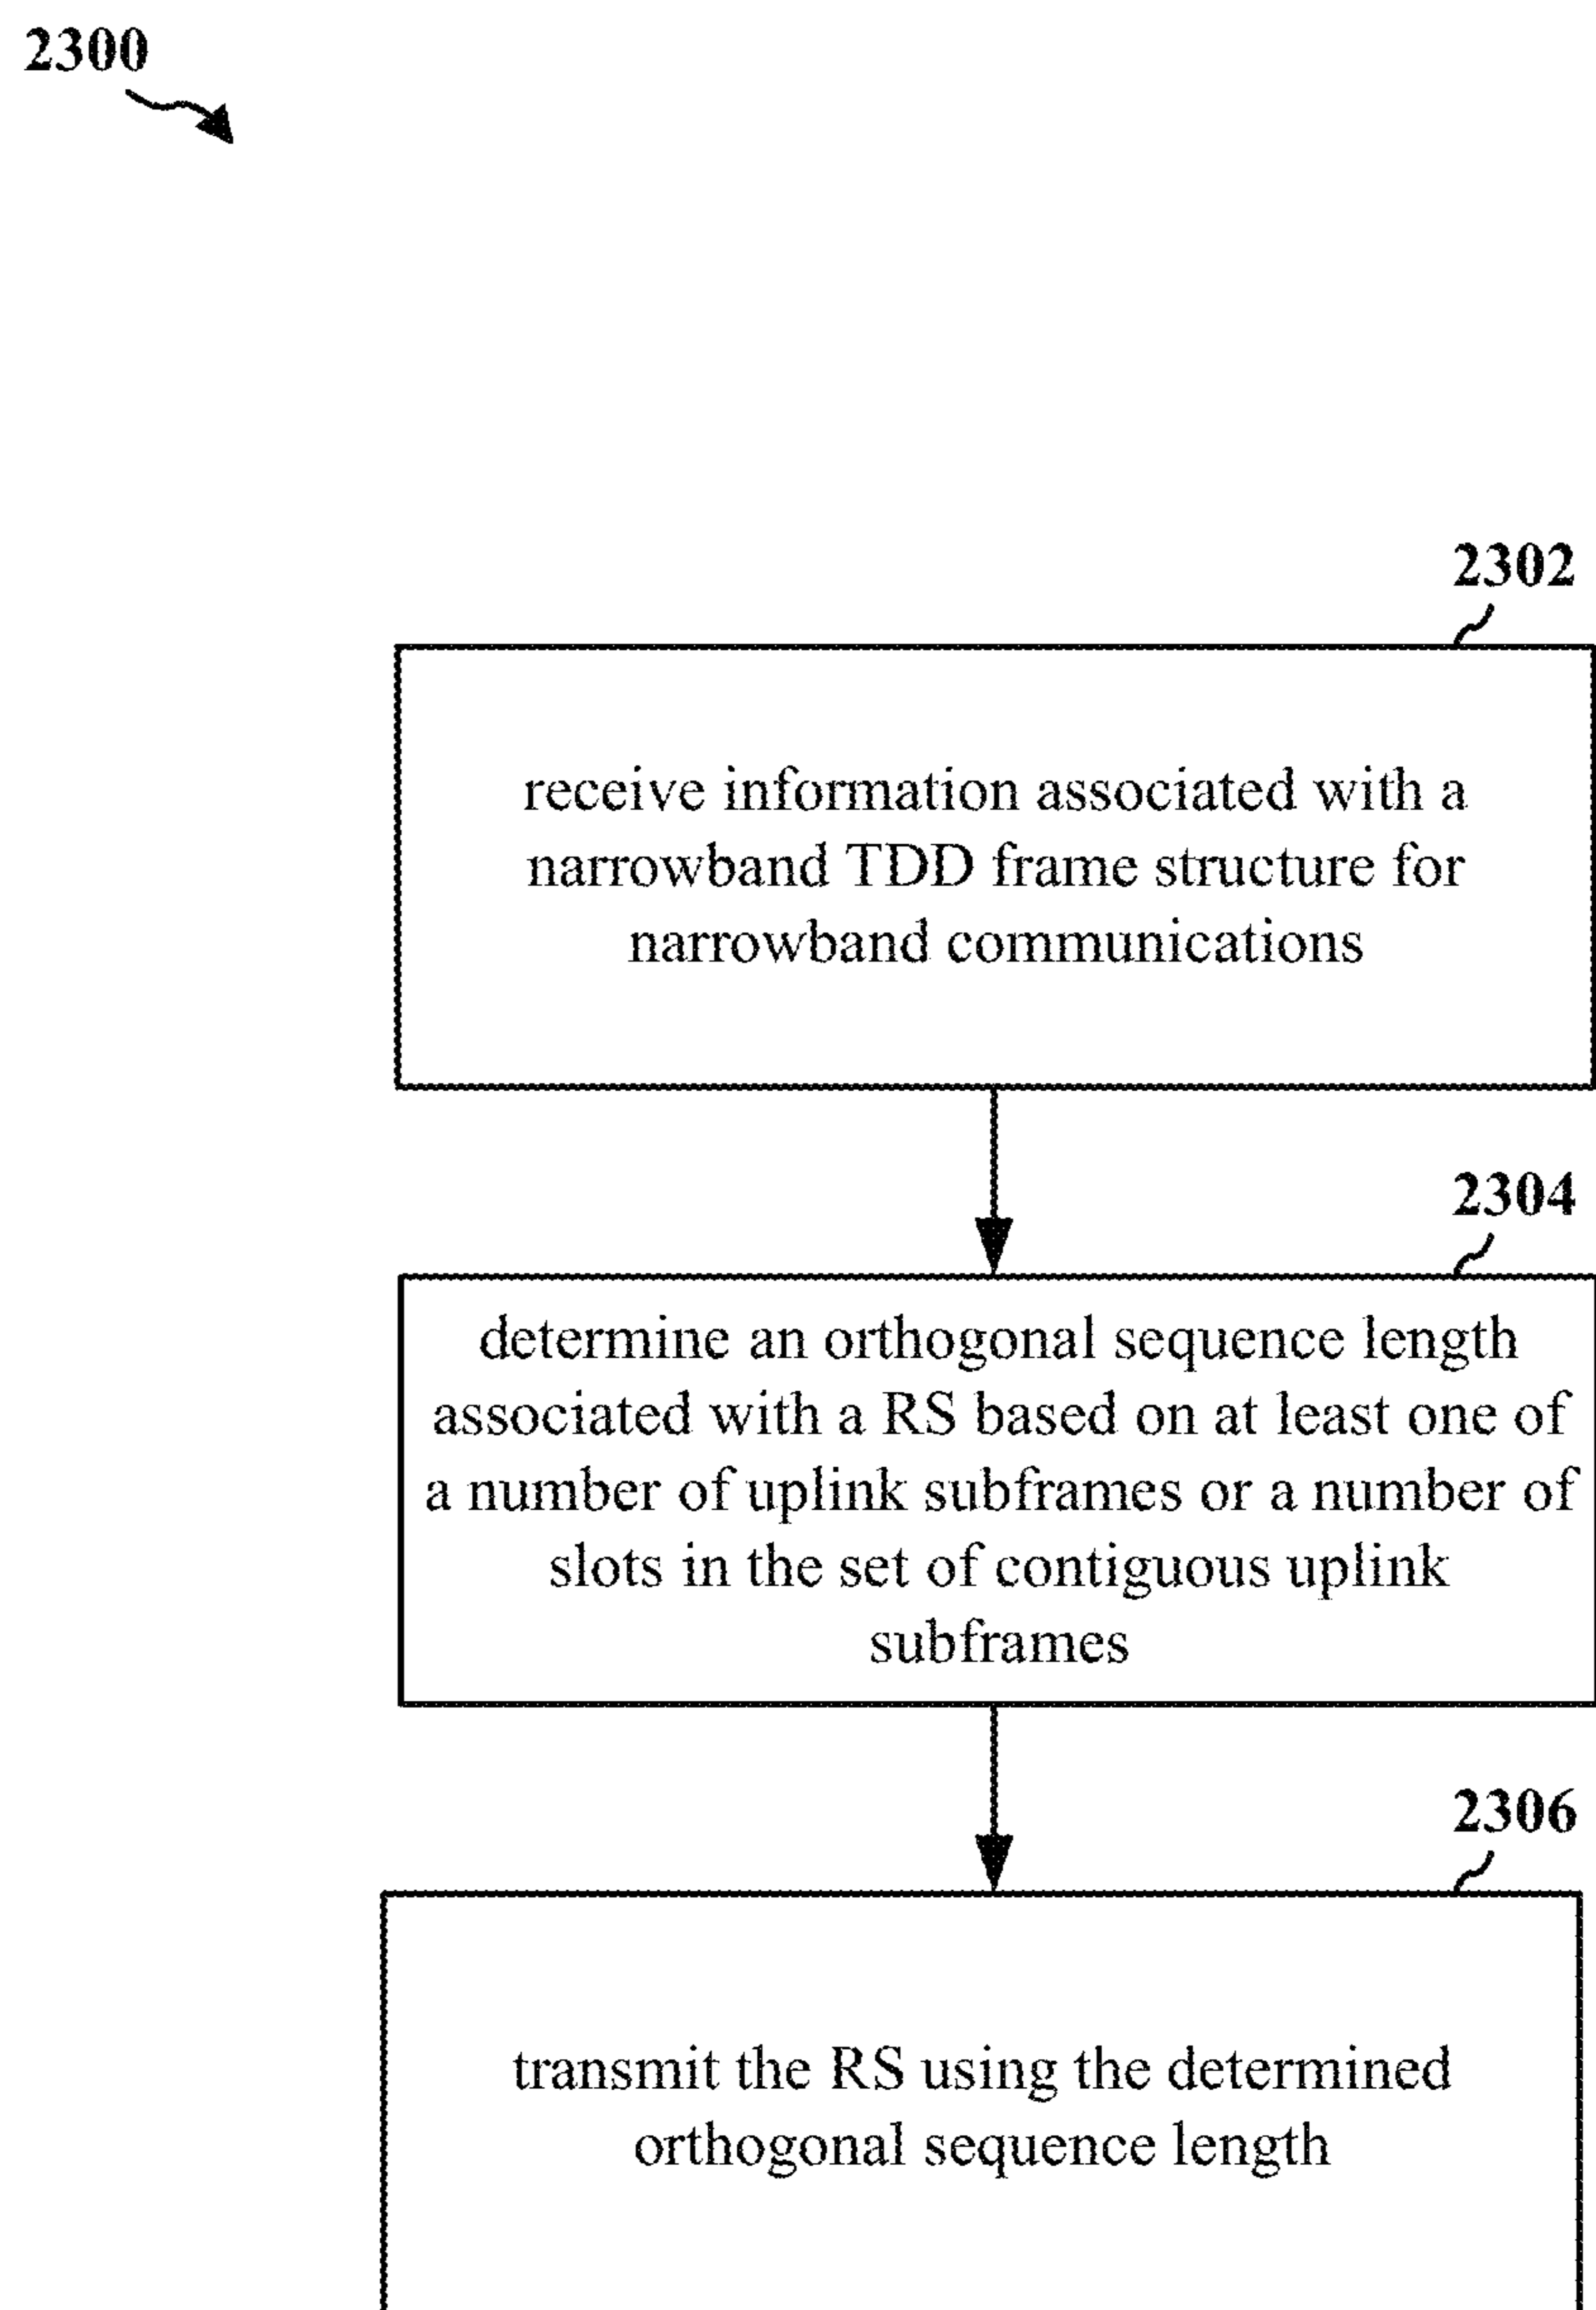 2300
2302
receive information associated with a
narrowband TDD frame structure for
narrowband communications
2304
determine an orthogonal sequence length
associated with a RS based on at least one of
a number of uplink subframes or a number of
slots in the set of contiguous uplink
subframes
2306
transmit the RS using the determined
orthogonal sequence length